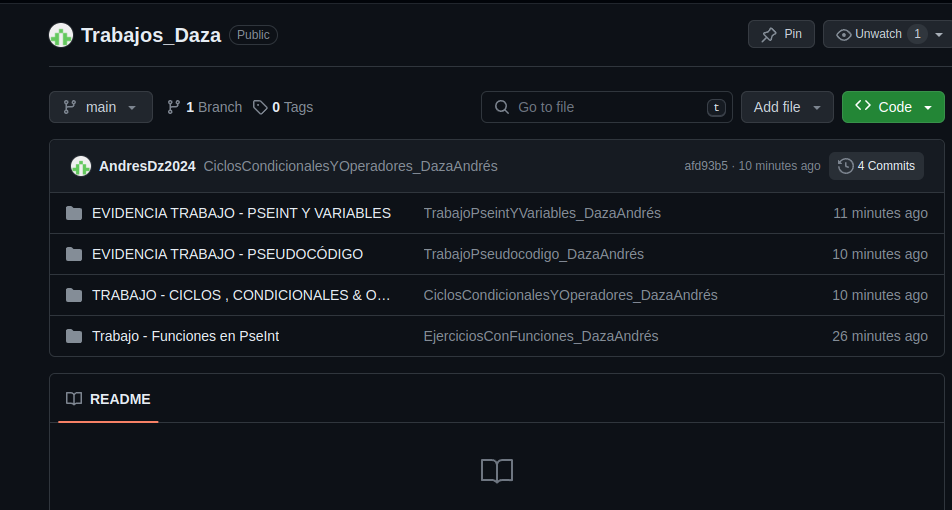 Trabajos_Daza Public Pin Unwatch 1
main 1 Branch 0 Tags Go to file t Add file Code
AndresDz2024 CiclosCondicionalesYOperadores_DazaAndrés afd93b5 · 10 minutes ago 4 Commits
EVIDENCIA TRABAJO - PSEINT Y VARIABLES TrabajoPseintYVariables_DazaAndrés 11 minutes ago
EVIDENCIA TRABAJO - PSEUDOCÓDIGO TrabajoPseudocodigo_DazaAndrés 10 minutes ago
TRABAJO - CICLOS , CONDICIONALES & O… CiclosCondicionalesYOperadores_DazaAndrés 10 minutes ago
Trabajo - Funciones en PseInt EjerciciosConFunciones_DazaAndrés 26 minutes ago
README